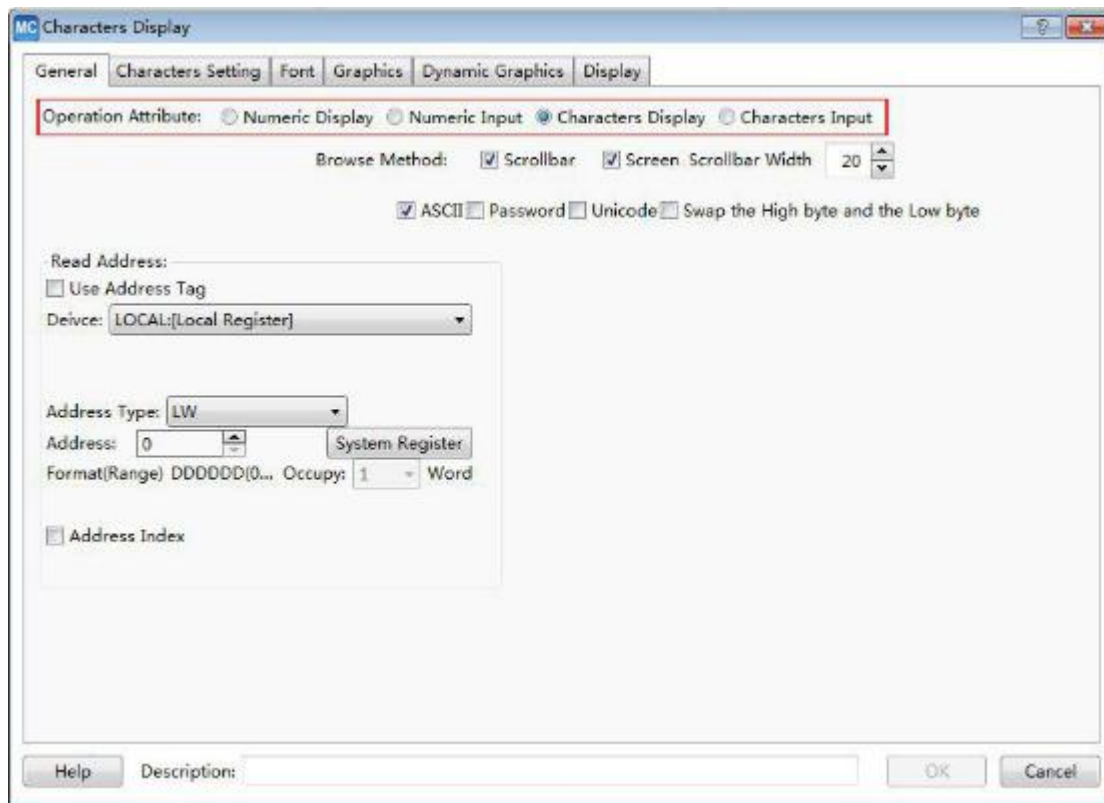 MC Characters Display
General Characters Setting Font Graphics Dynamic Graphics Display
Operation Attribute: Numeric Display Numeric Input Characters Display Characters Input
Browse Method: Scrollbar Screen Scrollbar Width 20
ASCII Password Unicode Swap the High byte and the Low byte
Read Address:
Use Address Tag
Deivce: LOCAL:[Local Register]
Address Type: LW
Address: 0 System Register
Format(Range) DDDDDD(0... Occupy: 1 Word
Address Index
Help Description: OK Cancel